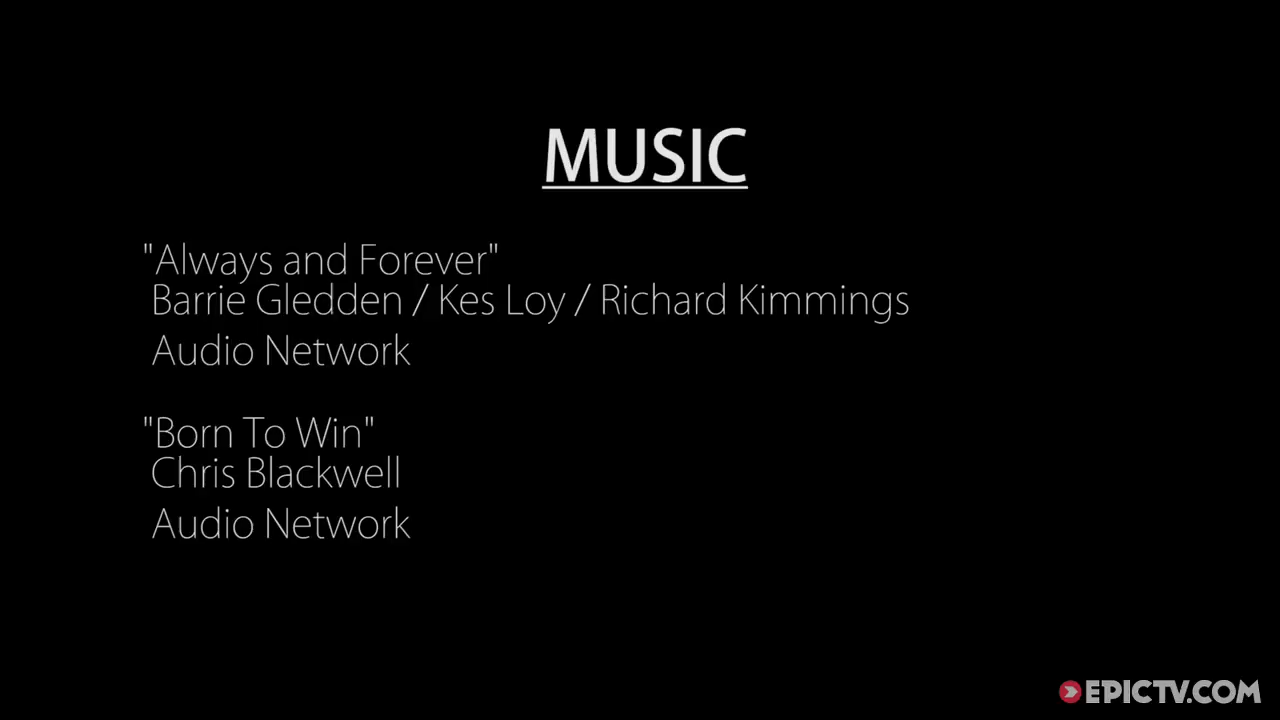 MUSIC
"Always and Forever"
Barrie Gledden / Kes Loy / Richard Kimmings
Audio Network
"Born To Win"
Chris Blackwell
Audio Network
EPICTV.COM